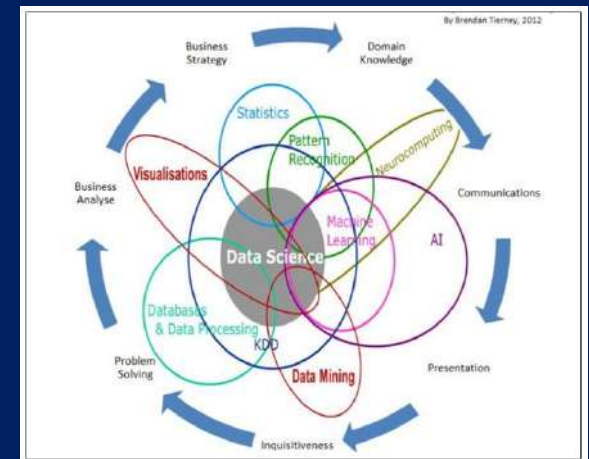 By Brendan Tierney, 2012
Business
Strategy
Domain
Knowledge
Statistics
Pattern
Recognition
Neurocomputing
Visualisations
Business
Analyse
Communications
Machine
Learning
AI
Data Science
Databases
& Data Processing
KDD
Problem
Solving
Data Mining
Presentation
Inquisitiveness